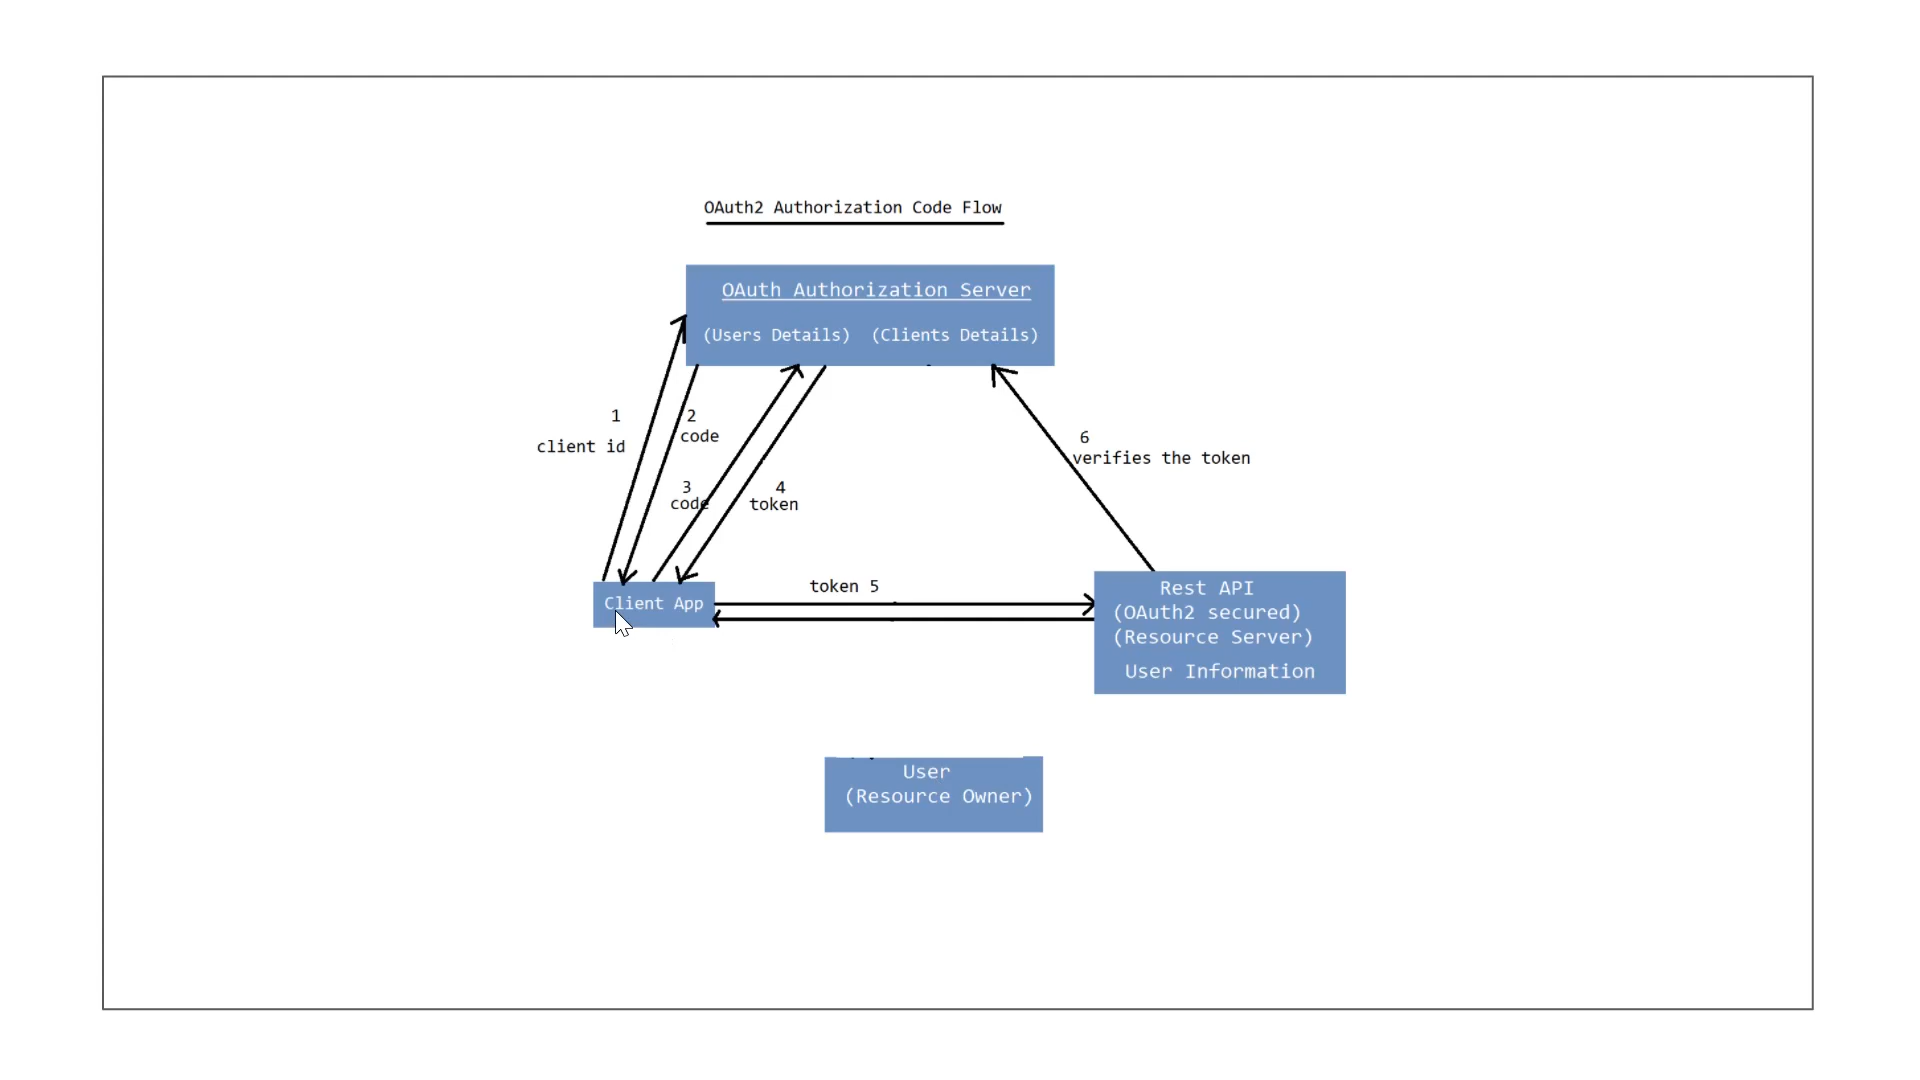 OAuth2 Authorization Code Flow
OAuth Authorization Server
(Users Details) (Clients Details)
1
client id
2
code
3
code
4
token
6
verifies the token
token 5
Client App
Rest API
(OAuth2 secured)
(Resource Server)
User Information
User
(Resource Owner)